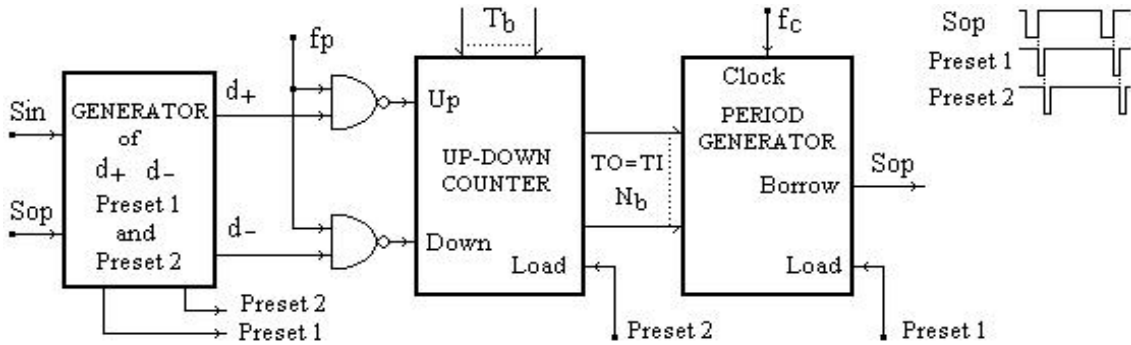 Sin
Sop
GENERATOR
of
d+ d-
Preset 1
and
Preset 2
d+
d-
Preset 2
Preset 1
fp
Tb
Up
UP-DOWN
COUNTER
Down
Load
Preset 2
TO=TI
Nb
fc
Clock
PERIOD
GENERATOR
Borrow
Load
Sop
Preset 1
Sop
Preset 1
Preset 2